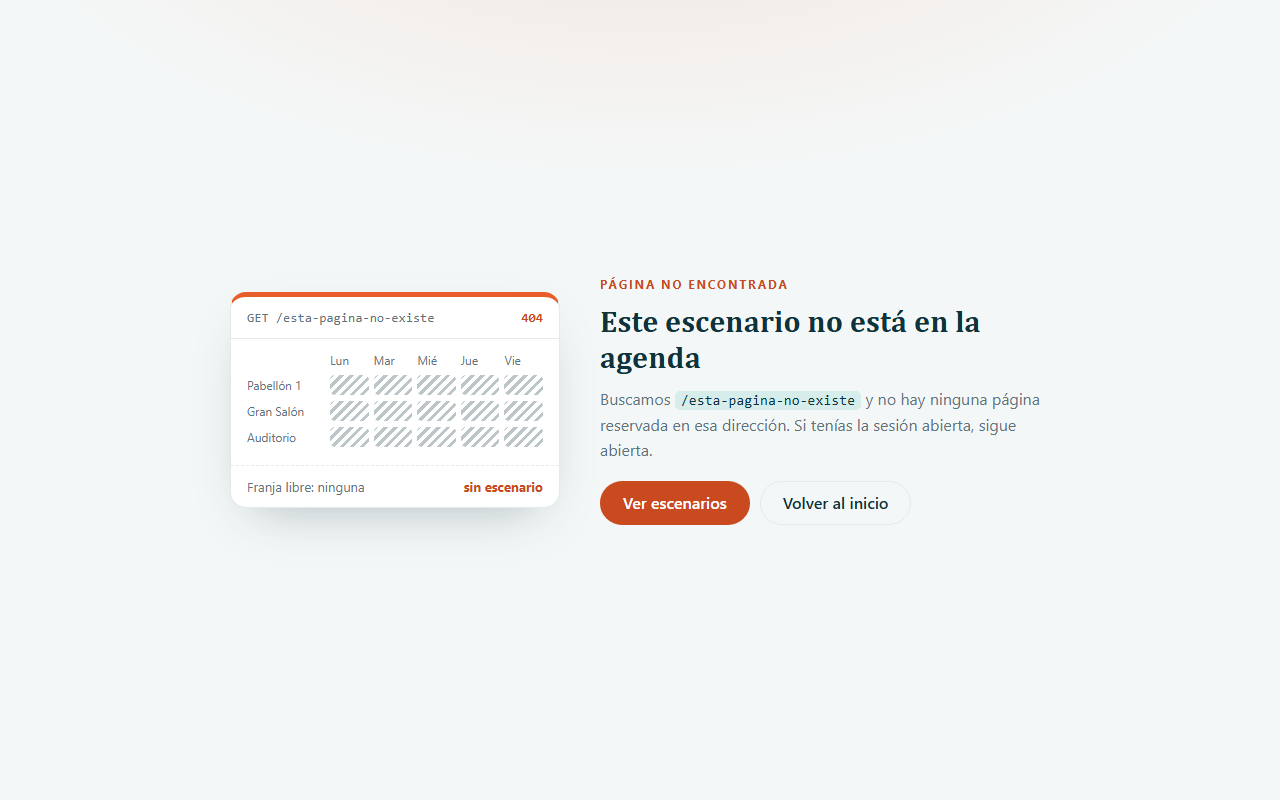 GET /esta-pagina-no-existe 404
Lun Mar Mié Jue Vie
Pabellón 1
Gran Salón
Auditorio
Franja libre: ninguna sin escenario
PÁGINA NO ENCONTRADA
Este escenario no está en la
agenda
Buscamos /esta-pagina-no-existe y no hay ninguna página
reservada en esa dirección. Si tenías la sesión abierta, sigue
abierta.
Ver escenarios Volver al inicio